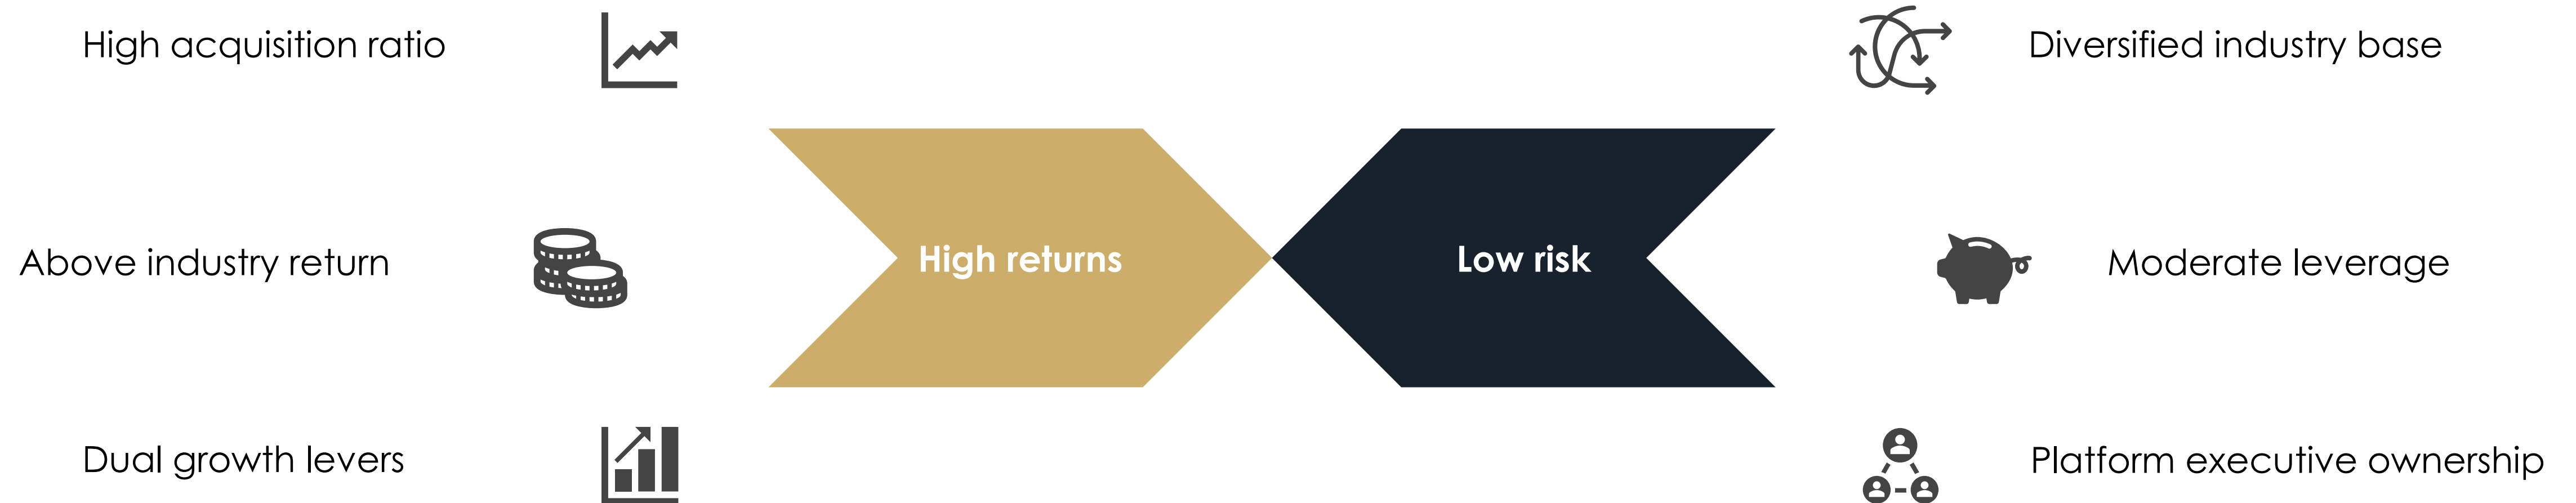 High acquisition ratio
Diversified industry base
Above industry return
High returns
Low risk
Moderate leverage
Dual growth levers
Platform executive ownership